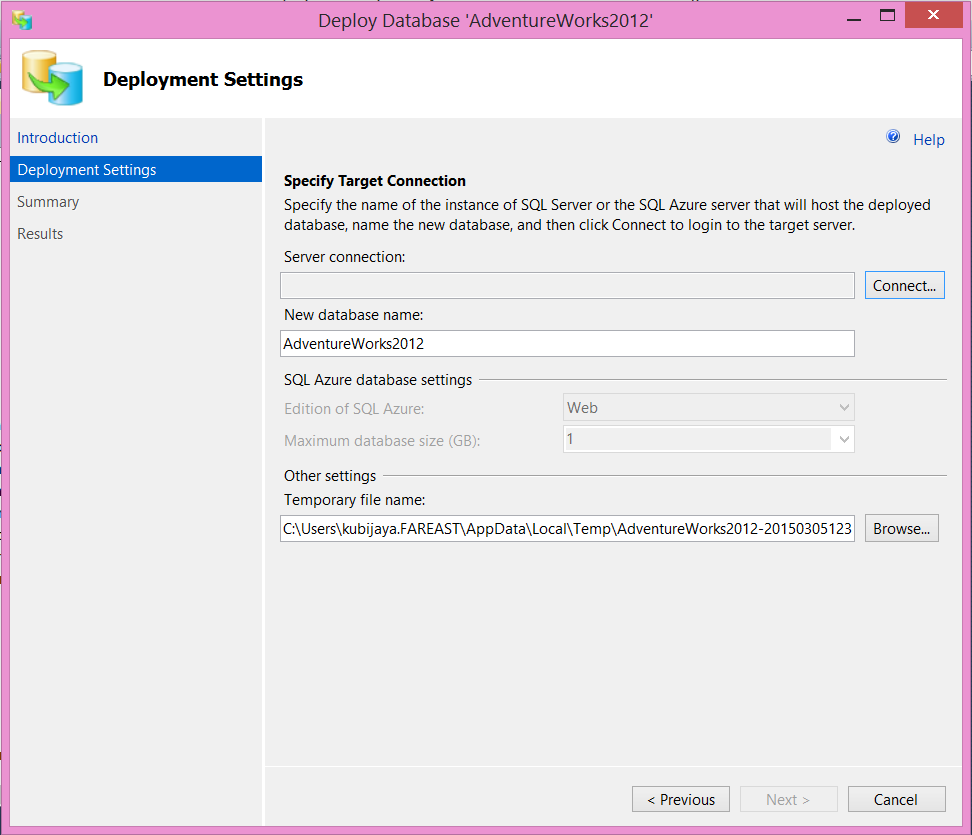 Deploy Database 'AdventureWorks2012'
Deployment Settings
Introduction
Deployment Settings
Summary
Results
Help
Specify Target Connection
Specify the name of the instance of SQL Server or the SQL Azure server that will host the deployed
database, name the new database, and then click Connect to login to the target server.
Server connection:
Connect...
New database name:
AdventureWorks2012
SQL Azure database settings
Edition of SQL Azure:
Web
Maximum database size (GB):
1
Other settings
Temporary file name:
C:\Users\kubijaya.FAREAST\AppData\Local\Temp\AdventureWorks2012-20150305123
Browse...
< Previous
Next >
Cancel